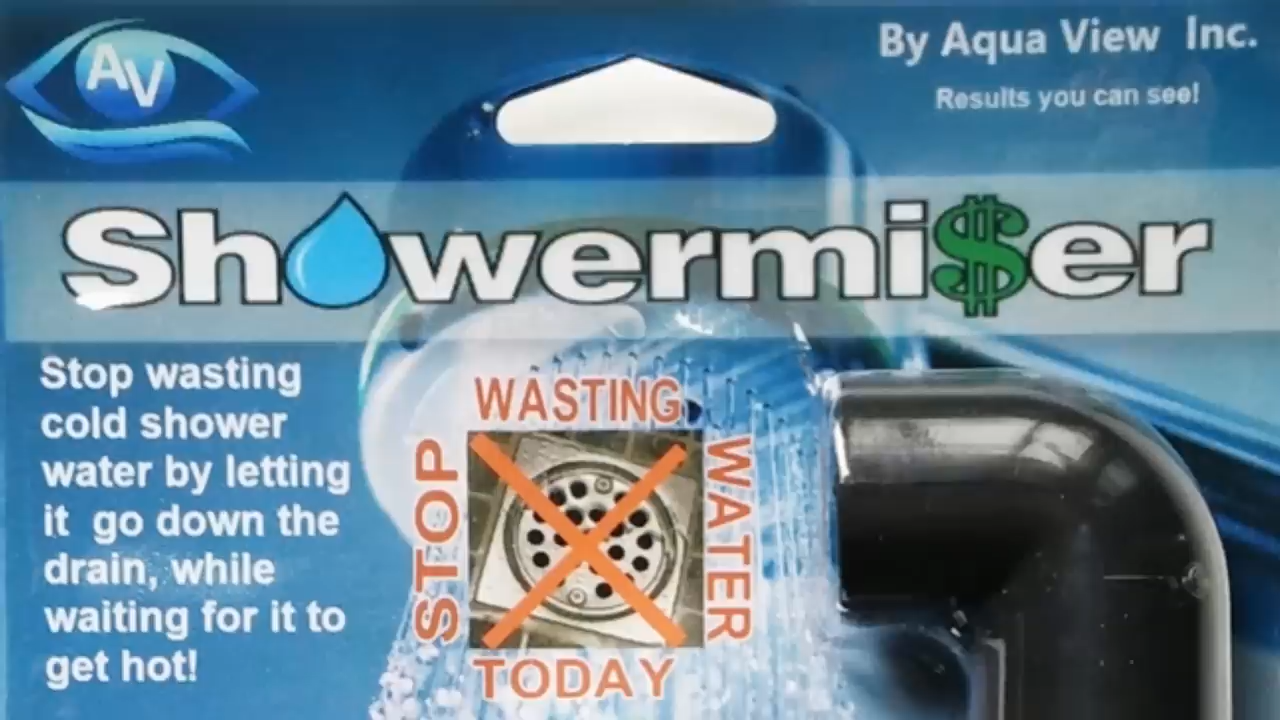 AV
By Aqua View Inc.
Results you can see!
Showermi$er
Stop wasting
cold shower
water by letting
it go down the
drain, while
waiting for it to
get hot!
STOP
WASTING
WATER
TODAY